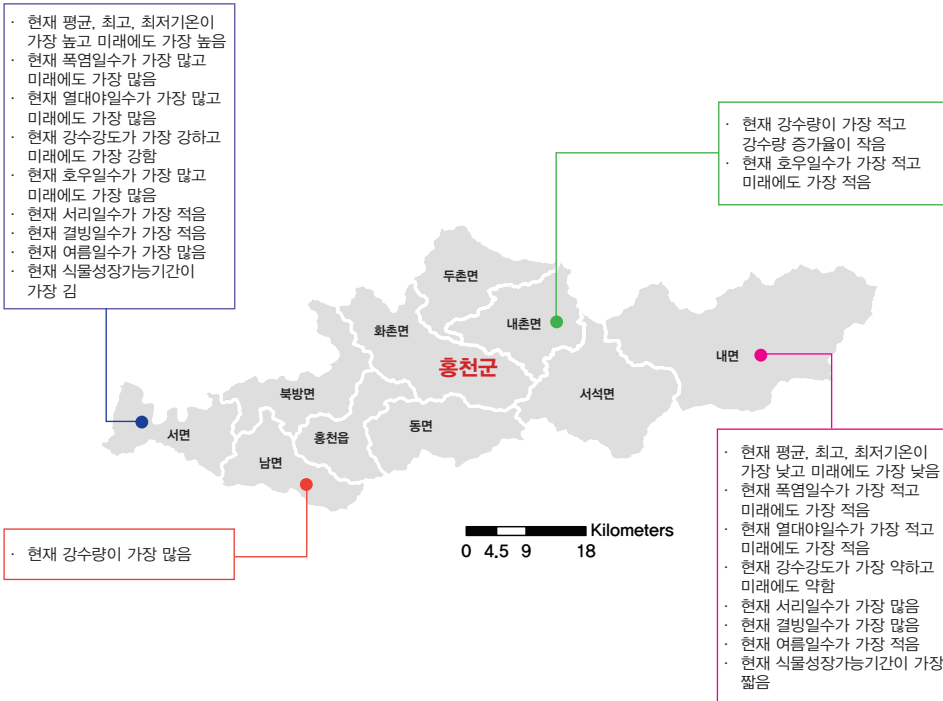 · 현재 평균, 최고, 최저기온이
가장 높고 미래에도 가장 높음
· 현재 폭염일수가 가장 많고
미래에도 가장 많음
· 현재 열대야일수가 가장 많고
미래에도 가장 많음
· 현재 강수강도가 가장 강하고
미래에도 가장 강함
· 현재 호우일수가 가장 많고
미래에도 가장 많음
· 현재 서리일수가 가장 적음
· 현재 결빙일수가 가장 적음
· 현재 여름일수가 가장 많음
· 현재 식물성장가능기간이
가장 김
· 현재 강수량이 가장 적고
강수량 증가율이 작음
· 현재 호우일수가 가장 적고
미래에도 가장 적음
두촌면
화촌면
내촌면
홍천군
내면
북방면
서석면
서면
홍천읍
동면
남면
· 현재 강수량이 가장 많음
Kilometers
0 4.5 9 18
· 현재 평균, 최고, 최저기온이
가장 낮고 미래에도 가장 낮음
· 현재 폭염일수가 가장 적고
미래에도 가장 적음
· 현재 열대야일수가 가장 적고
미래에도 가장 적음
· 현재 강수강도가 가장 약하고
미래에도 약함
· 현재 서리일수가 가장 많음
· 현재 결빙일수가 가장 많음
· 현재 여름일수가 가장 적음
· 현재 식물성장가능기간이 가장
짧음